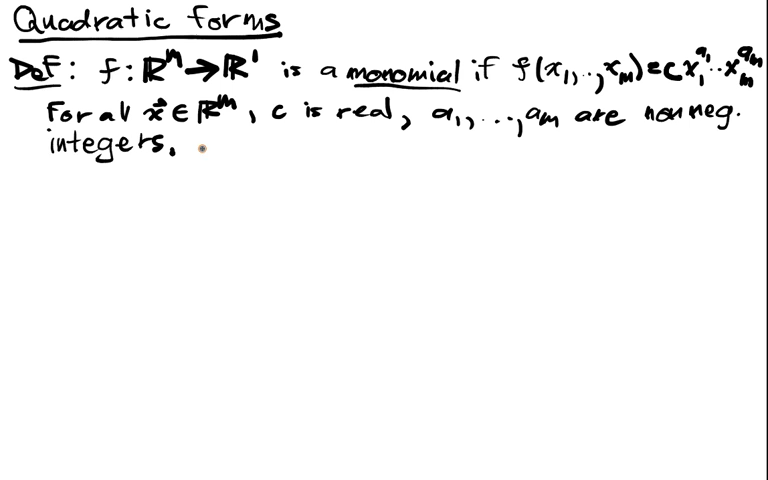 Quadratic forms
Def: f: ℝᵐ → ℝ¹ is a monomial if f(x₁,..,xₘ) = c x₁^a₁ ... xₘ^aₘ
For all x⃗ ∈ ℝᵐ, c is real, a₁, ..., aₘ are nonneg.
integers.